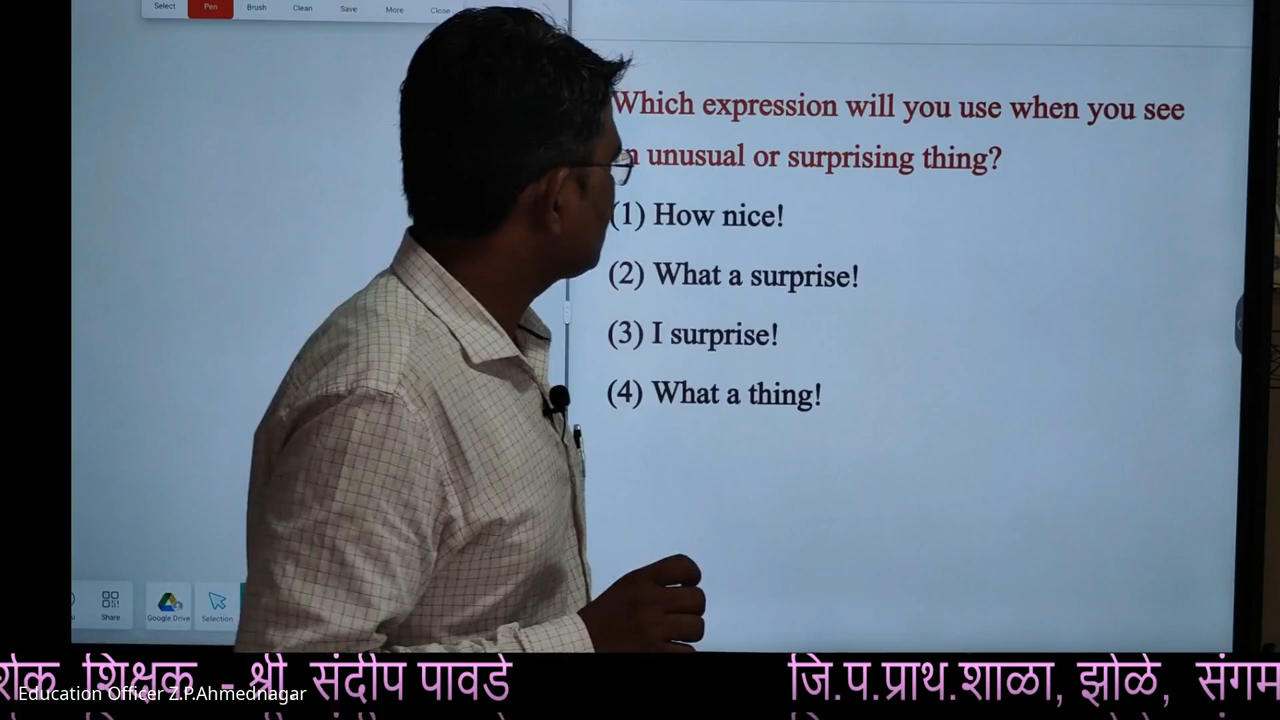 Select Pen Brush Clean Save More Close
Which expression will you use when you see
unusual or surprising thing?
(1) How nice!
(2) What a surprise!
(3) I surprise!
(4) What a thing!
Share Google Drive Selection
शिक्षक - श्री संदीप पावडे जि.प.प्राथ.शाळा, झोळे, संगम
Education Officer Z.P.Ahmednagar